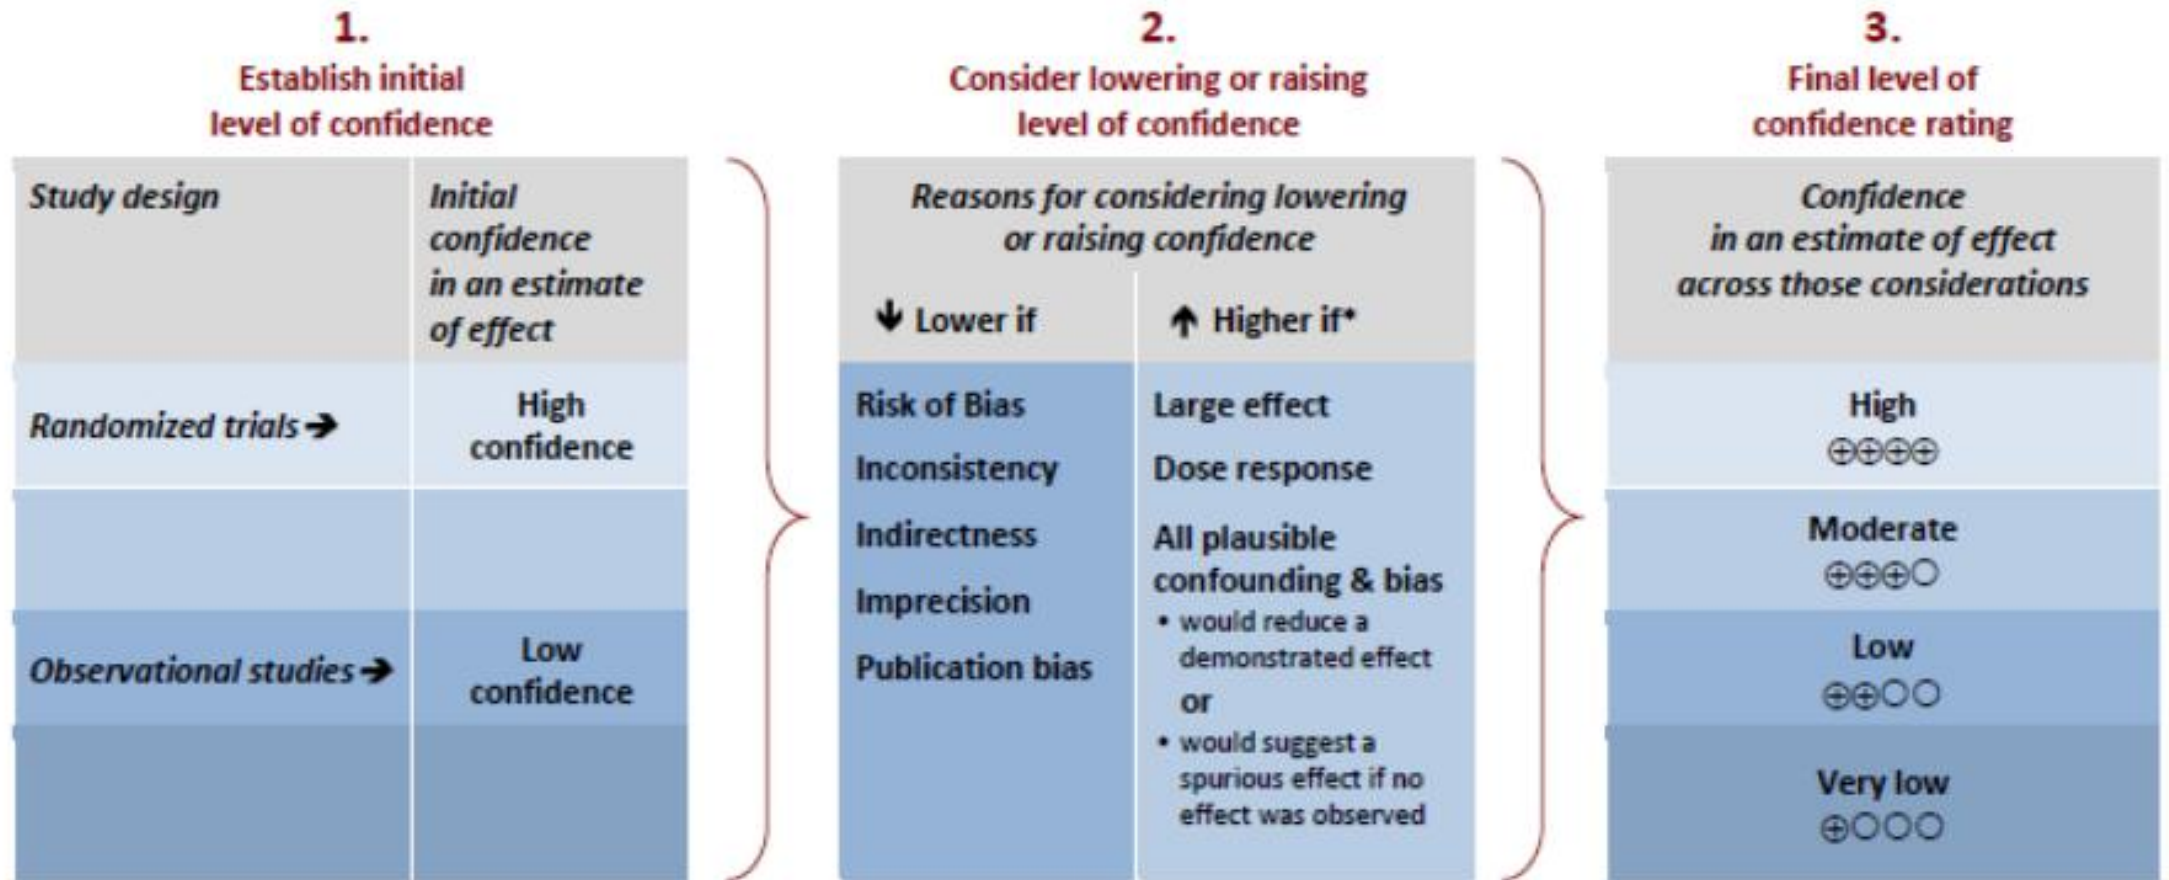 1.
Establish initial
level of confidence
Study design
Initial
confidence
in an estimate
of effect
Randomized trials ➔
High
confidence
Observational studies ➔
Low
confidence
2.
Consider lowering or raising
level of confidence
Reasons for considering lowering
or raising confidence
🡻 Lower if
🡹 Higher if*
Risk of Bias
Inconsistency
Indirectness
Imprecision
Publication bias
Large effect
Dose response
All plausible
confounding & bias
• would reduce a
demonstrated effect
or
• would suggest a
spurious effect if no
effect was observed
3.
Final level of
confidence rating
Confidence
in an estimate of effect
across those considerations
High
⊕⊕⊕⊕
Moderate
⊕⊕⊕○
Low
⊕⊕○○
Very low
⊕○○○